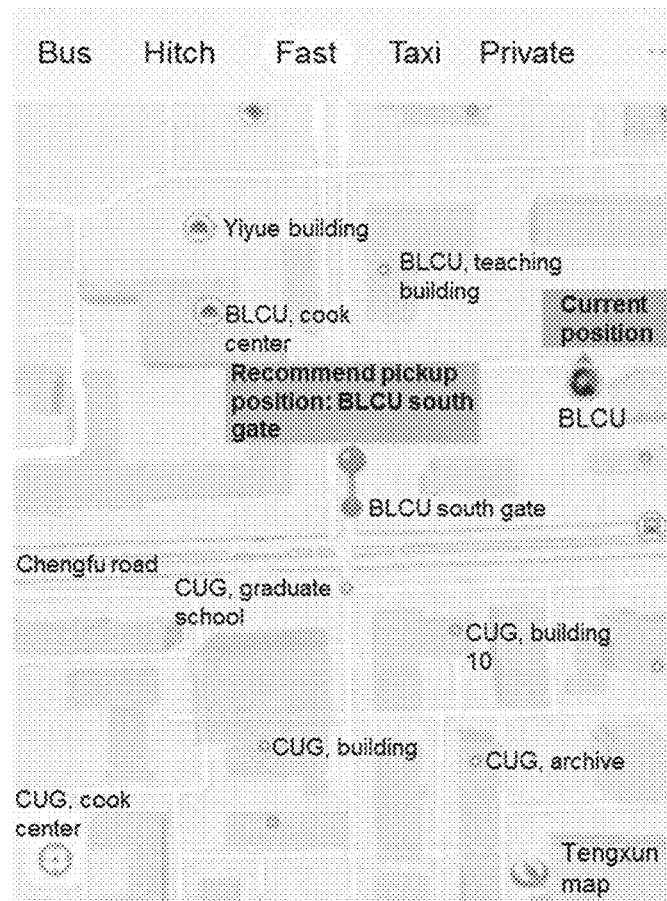 Bus Hitch Fast Taxi Private
Yiyue building
BLCU, teaching
building
Current
position
BLCU, cook
center
Recommend pickup
position: BLCU south
gate
BLCU
BLCU south gate
Chengfu road
CUG, graduate
school
CUG, building
10
CUG, building
CUG, archive
CUG, cook
center
Tengxun
map